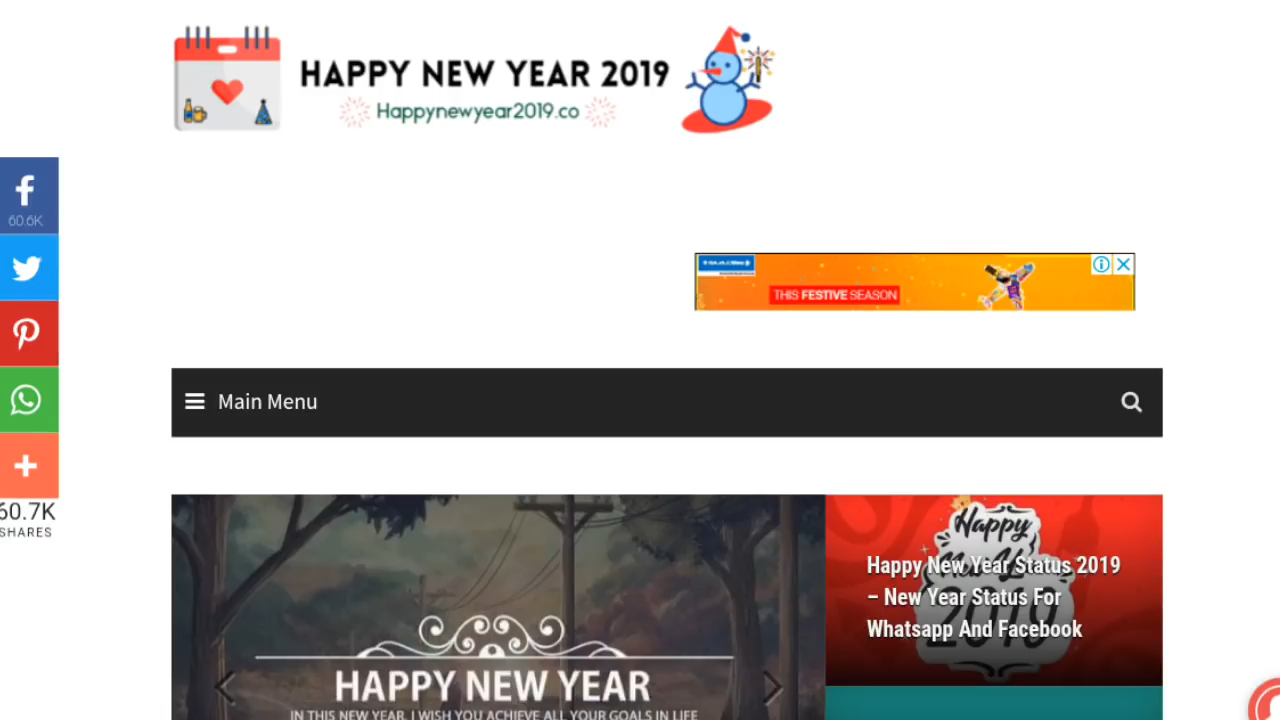 HAPPY NEW YEAR 2019
Happynewyear2019.co
60.6K
60.7K
SHARES
THIS FESTIVE SEASON
Main Menu
HAPPY NEW YEAR
IN THIS NEW YEAR, I WISH YOU ACHIEVE ALL YOUR GOALS IN LIFE
Happy
2019
Happy New Year Status 2019
– New Year Status For
Whatsapp And Facebook